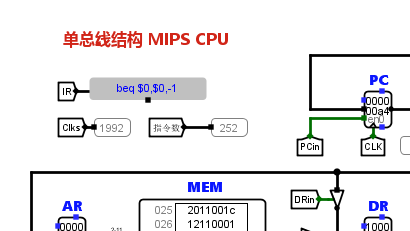 单总线结构 MIPS CPU
IR
beq $0,$0,-1
Clks
1992
指令数
252
PC
0000
00a4
en0
PCin
CLK
MEM
DRin
025 2011001c
026 12110001
AR
0000
DR
1000